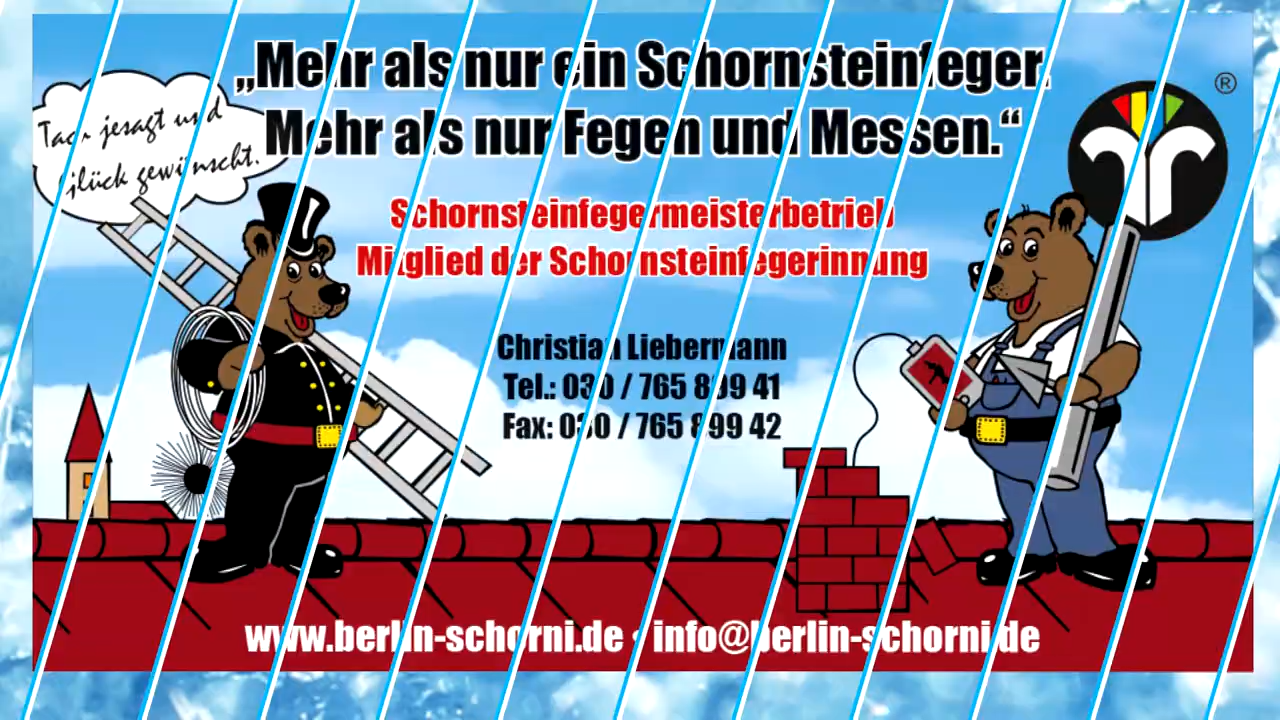 „Mehr als nur ein Schornsteinfeger.
Mehr als nur Fegen und Messen.“
Tach jesagt und
Glück gewünscht.
®
Schornsteinfegermeisterbetrieb
Mitglied der Schornsteinfegerinnung
Christian Liebermann
Tel.: 030 / 765 899 41
Fax: 030 / 765 899 42
www.berlin-schorni.de • info@berlin-schorni.de